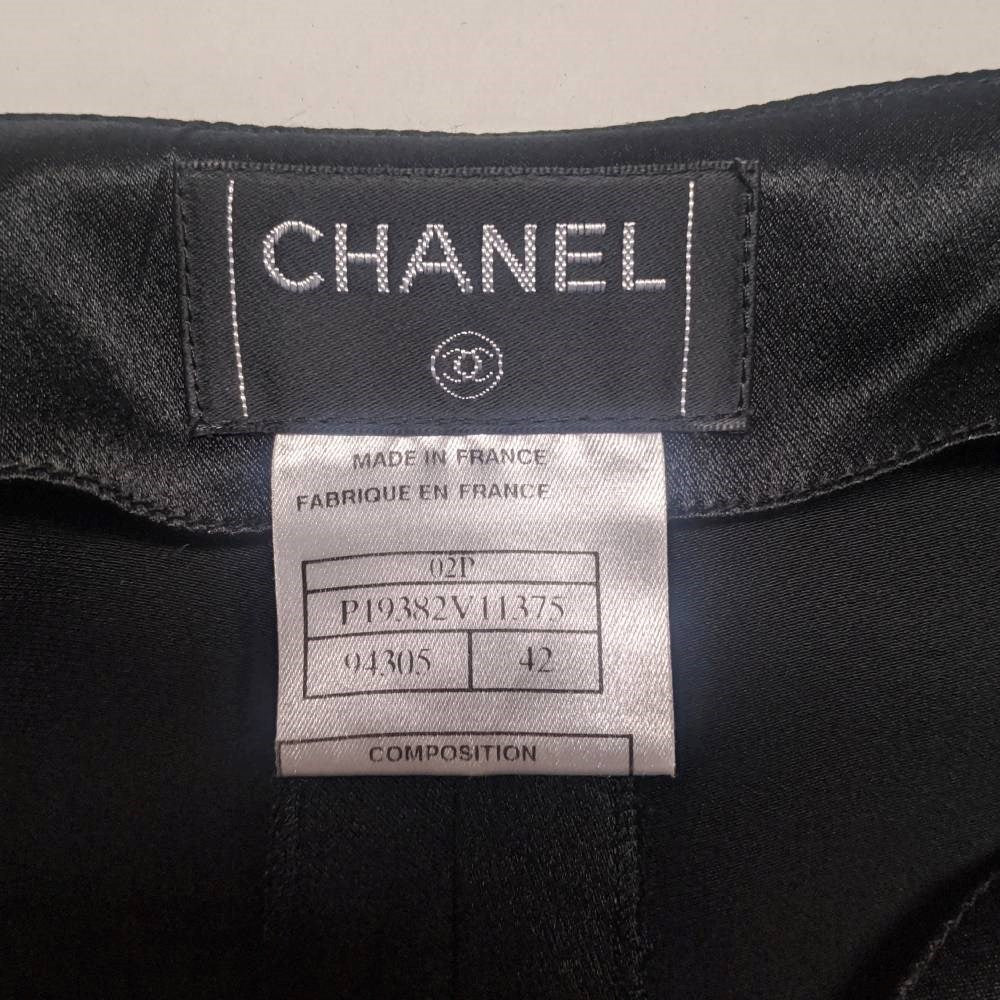 CHANEL
MADE IN FRANCE
FABRIQUE EN FRANCE
02P
P19382V11375
94305 42
COMPOSITION